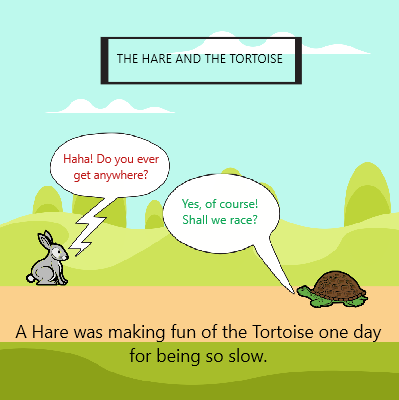 THE HARE AND THE TORTOISE
Haha! Do you ever
get anywhere?
Yes, of course!
Shall we race?
A Hare was making fun of the Tortoise one day
for being so slow.